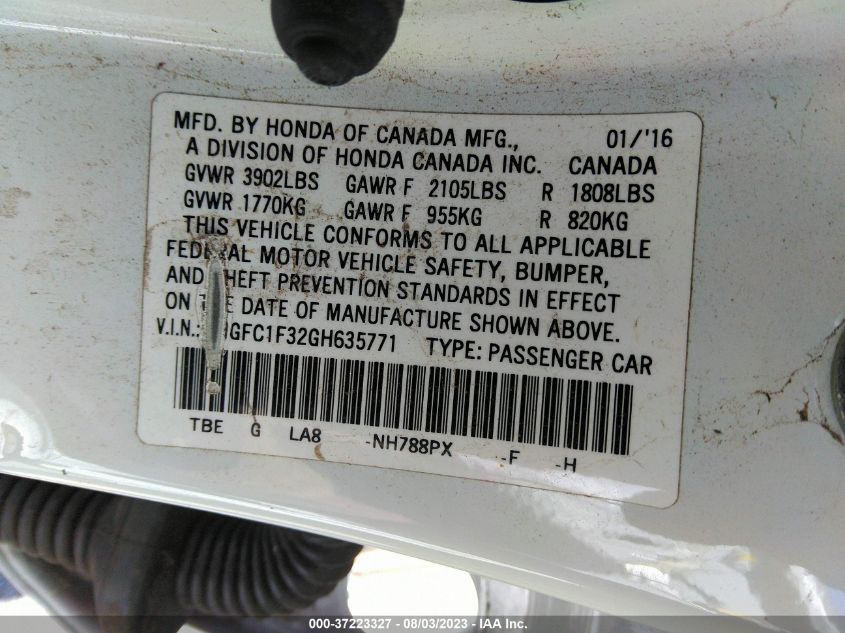 MFD. BY HONDA OF CANADA MFG., 01/'16
A DIVISION OF HONDA CANADA INC. CANADA
GVWR 3902LBS GAWR F 2105LBS R 1808LBS
GVWR 1770KG GAWR F 955KG R 820KG
THIS VEHICLE CONFORMS TO ALL APPLICABLE
FEDERAL MOTOR VEHICLE SAFETY, BUMPER,
AND THEFT PREVENTION STANDARDS IN EFFECT
ON THE DATE OF MANUFACTURE SHOWN ABOVE.
V.I.N.: GFC1F32GH635771 TYPE: PASSENGER CAR
TBE G LA8 -NH788PX -F -H
000-37223327 - 08/03/2023 - IAA Inc.